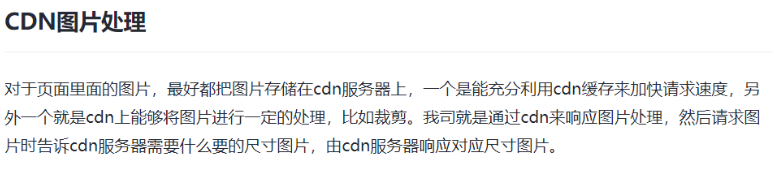 CDN图片处理
对于页面里面的图片，最好都把图片存储在cdn服务器上，一个是能充分利用cdn缓存来加快请求速度，另
外一个就是cdn上能够将图片进行一定的处理，比如裁剪。我司就是通过cdn来响应图片处理，然后请求图
片时告诉cdn服务器需要什么要的尺寸图片，由cdn服务器响应对应尺寸图片。